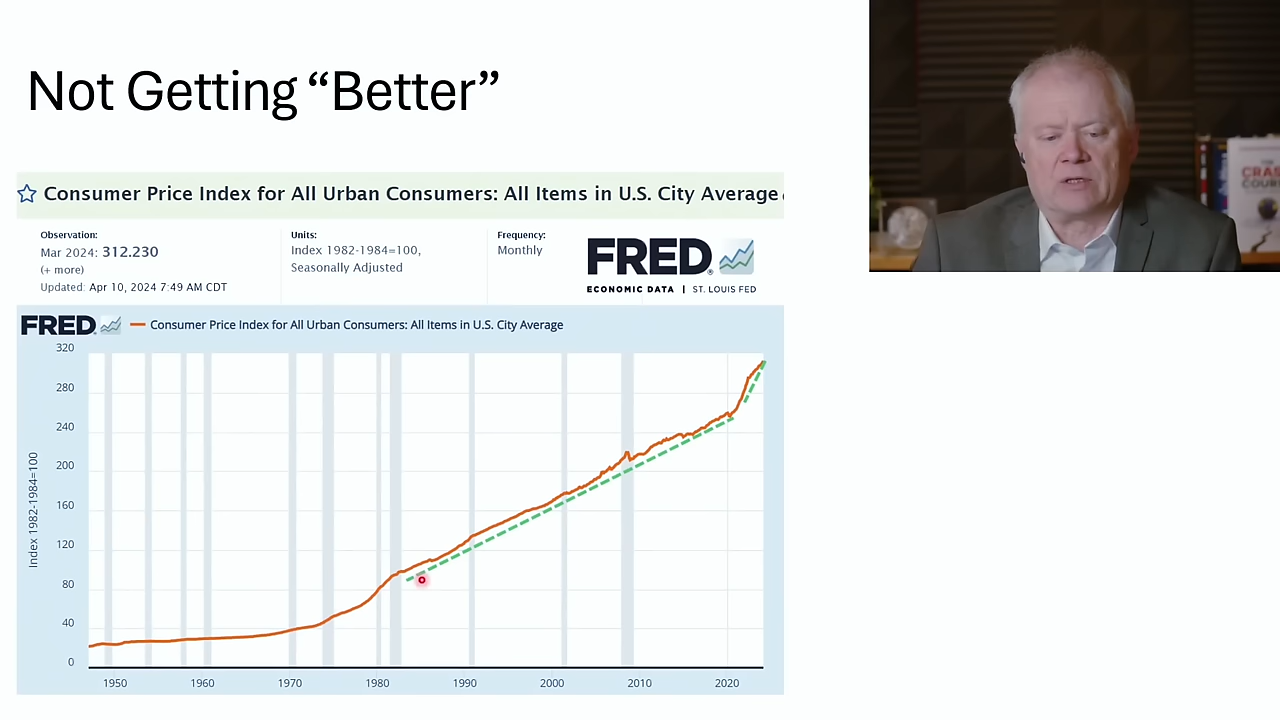 Not Getting “Better”
Consumer Price Index for All Urban Consumers: All Items in U.S. City Average
Observation:
Mar 2024: 312.230
(+ more)
Updated: Apr 10, 2024 7:49 AM CDT
Units:
Index 1982-1984=100,
Seasonally Adjusted
Frequency:
Monthly
FRED
ECONOMIC DATA | ST. LOUIS FED
FRED
Consumer Price Index for All Urban Consumers: All Items in U.S. City Average
Index 1982-1984=100
320
280
240
200
160
120
80
40
0
1950
1960
1970
1980
1990
2000
2010
2020
CRAS
COURS